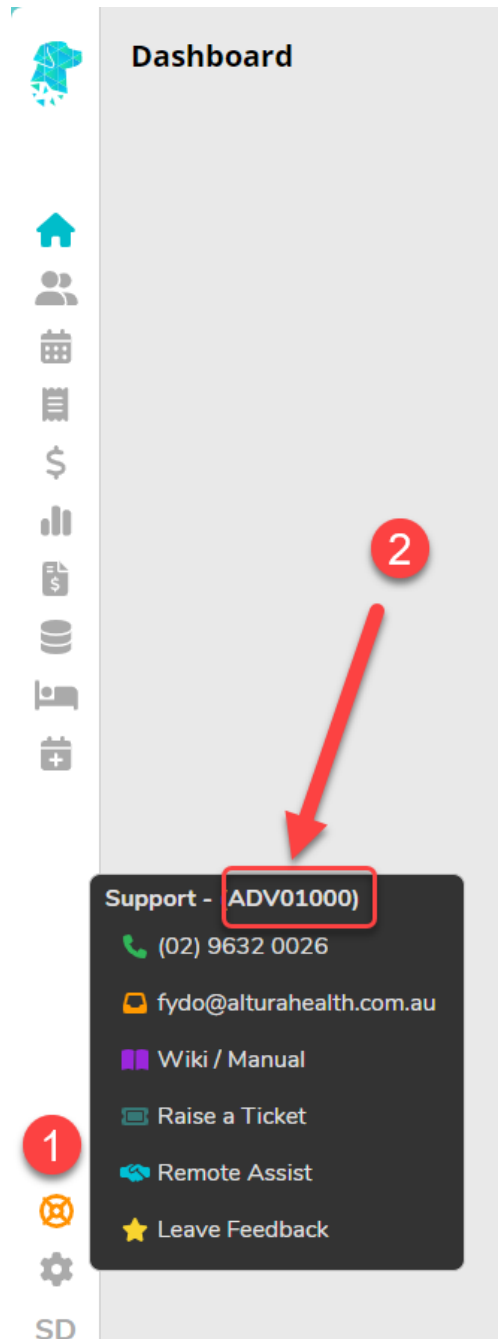 Dashboard
2
Support - (ADV01000)
(02) 9632 0026
fydo@alturahealth.com.au
Wiki / Manual
Raise a Ticket
1
Remote Assist
Leave Feedback
SD